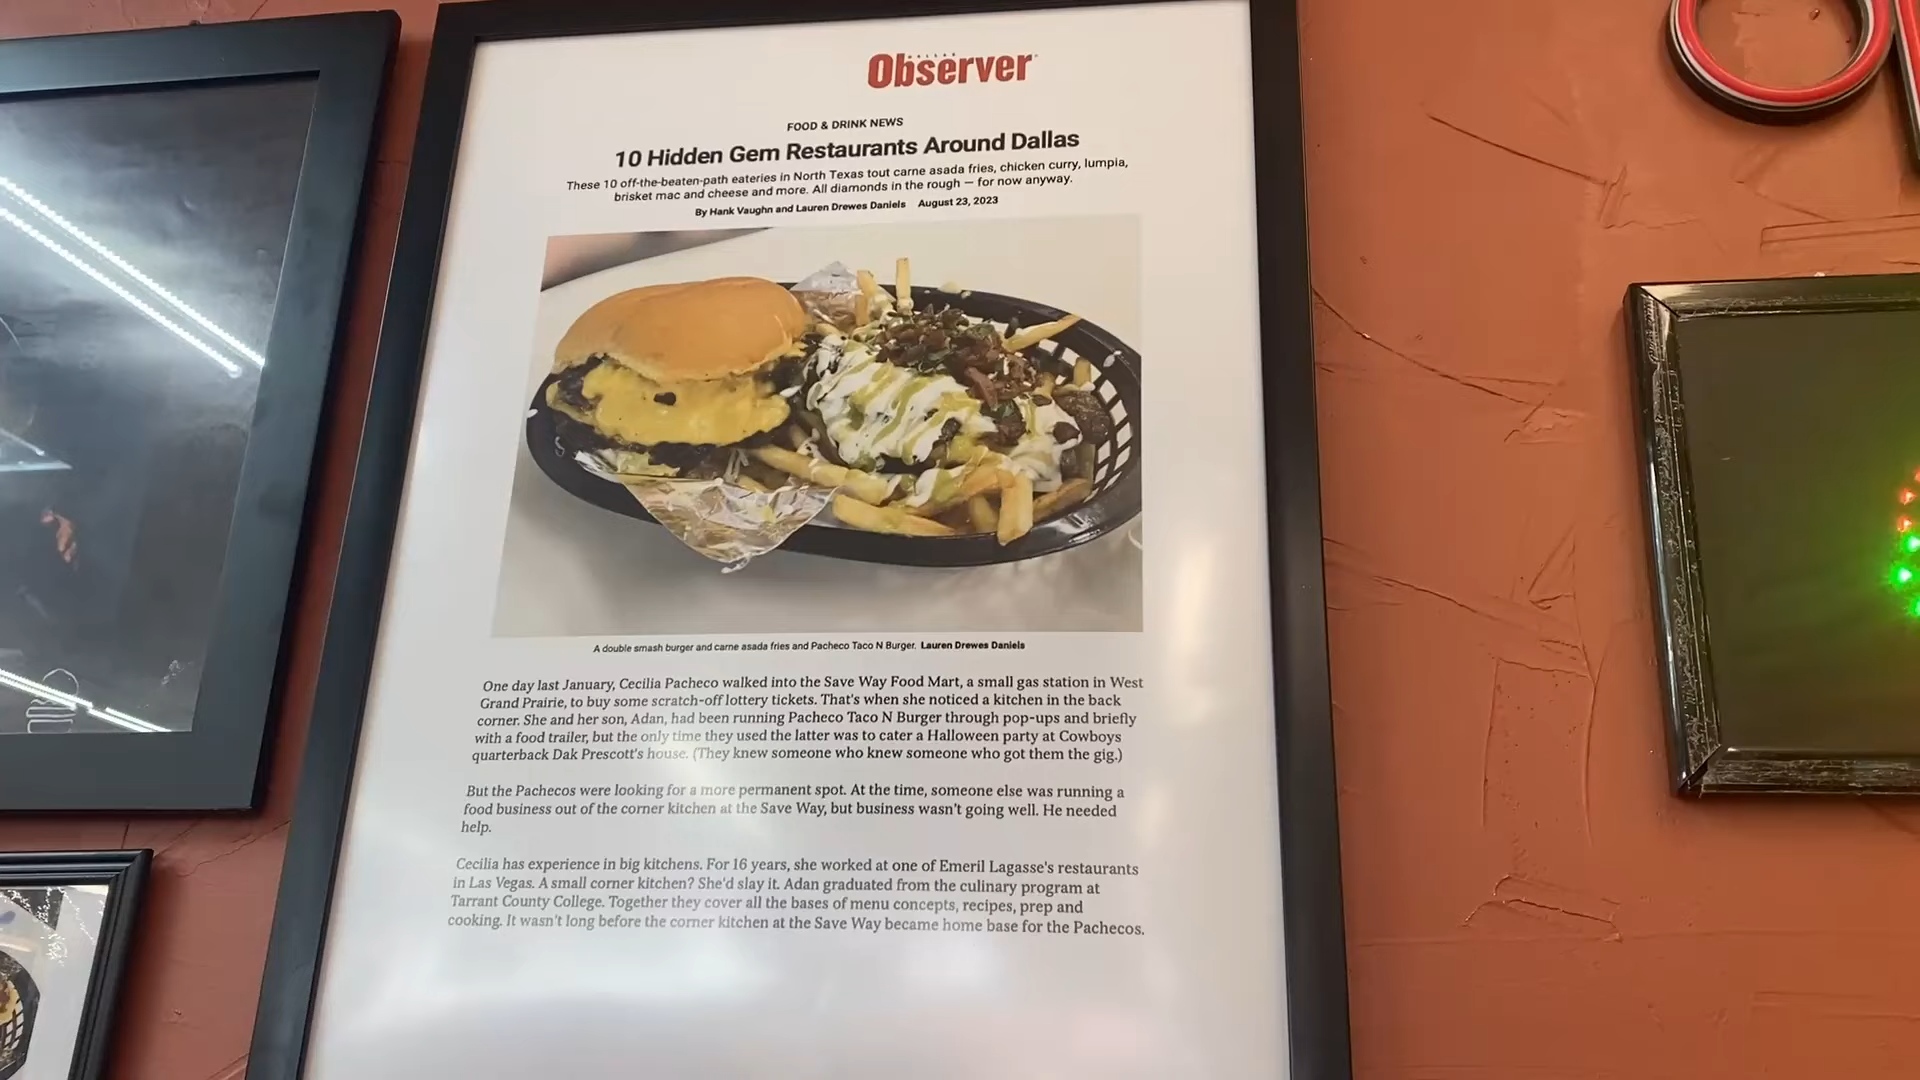 DALLAS
Observer
FOOD & DRINK NEWS
10 Hidden Gem Restaurants Around Dallas
These 10 off-the-beaten-path eateries in North Texas tout carne asada fries, chicken curry, lumpia,
brisket mac and cheese and more. All diamonds in the rough — for now anyway.
By Hank Vaughn and Lauren Drewes Daniels August 23, 2023
A double smash burger and carne asada fries and Pacheco Taco N Burger. Lauren Drewes Daniels
One day last January, Cecilia Pacheco walked into the Save Way Food Mart, a small gas station in West
Grand Prairie, to buy some scratch-off lottery tickets. That's when she noticed a kitchen in the back
corner. She and her son, Adan, had been running Pacheco Taco N Burger through pop-ups and briefly
with a food trailer, but the only time they used the latter was to cater a Halloween party at Cowboys
quarterback Dak Prescott's house. (They knew someone who knew someone who got them the gig.)
But the Pachecos were looking for a more permanent spot. At the time, someone else was running a
food business out of the corner kitchen at the Save Way, but business wasn't going well. He needed
help.
Cecilia has experience in big kitchens. For 16 years, she worked at one of Emeril Lagasse's restaurants
in Las Vegas. A small corner kitchen? She'd slay it. Adan graduated from the culinary program at
Tarrant County College. Together they cover all the bases of menu concepts, recipes, prep and
cooking. It wasn't long before the corner kitchen at the Save Way became home base for the Pachecos.